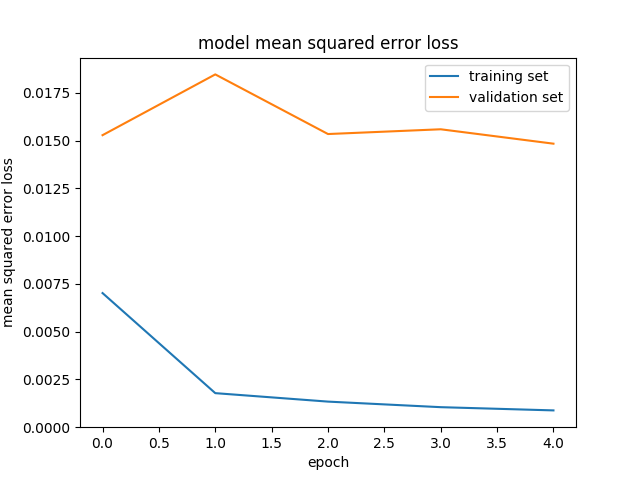 model mean squared error loss
training set
validation set
0.0175
0.0150
0.0125
0.0100
0.0075
0.0050
0.0025
0.0000
mean squared error loss
0.0 0.5 1.0 1.5 2.0 2.5 3.0 3.5 4.0
epoch